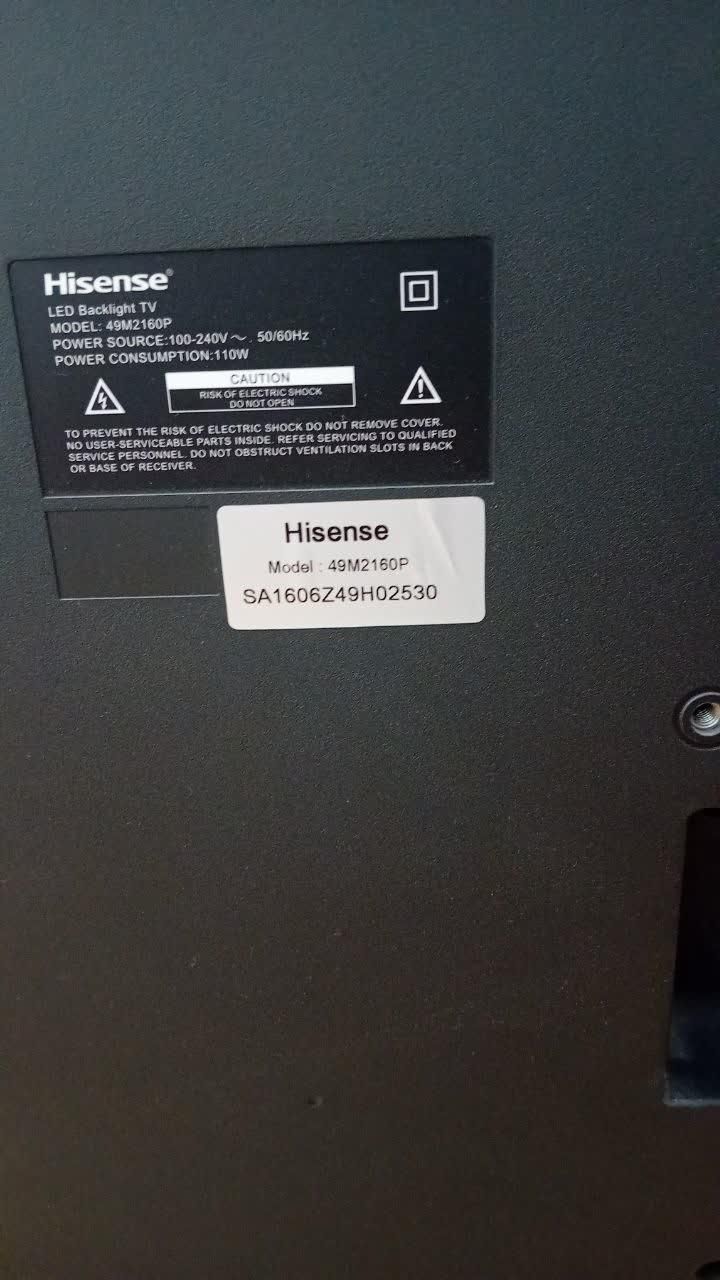 Hisense®
LED Backlight TV
MODEL: 49M2160P
POWER SOURCE:100-240V～. 50/60Hz
POWER CONSUMPTION:110W
CAUTION
RISK OF ELECTRIC SHOCK
DO NOT OPEN
TO PREVENT THE RISK OF ELECTRIC SHOCK DO NOT REMOVE COVER.
NO USER-SERVICEABLE PARTS INSIDE. REFER SERVICING TO QUALIFIED
SERVICE PERSONNEL. DO NOT OBSTRUCT VENTILATION SLOTS IN BACK
OR BASE OF RECEIVER.
Hisense
Model : 49M2160P
SA1606Z49H02530